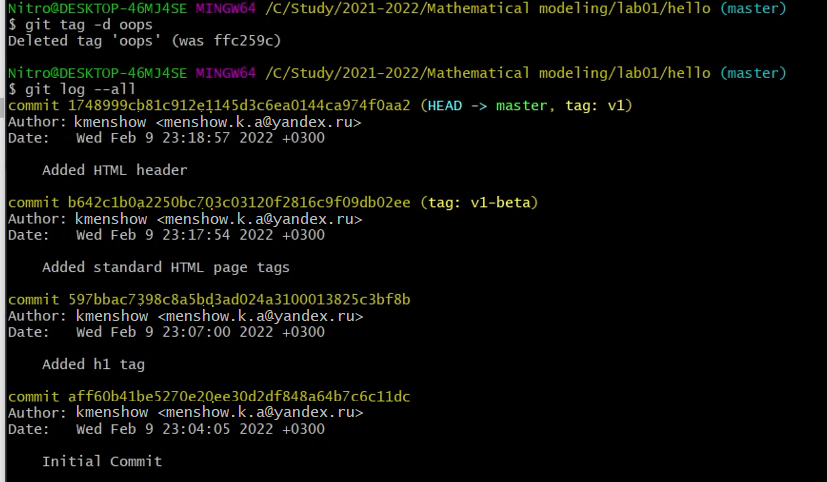 Nitro@DESKTOP-46MJ4SE MINGW64 /C/Study/2021-2022/Mathematical modeling/lab01/hello (master)
$ git tag -d oops
Deleted tag 'oops' (was ffc259c)
Nitro@DESKTOP-46MJ4SE MINGW64 /C/Study/2021-2022/Mathematical modeling/lab01/hello (master)
$ git log --all
commit 1748999cb81c912e1145d3c6ea0144ca974f0aa2 (HEAD -> master, tag: v1)
Author: kmenshow <menshow.k.a@yandex.ru>
Date:   Wed Feb 9 23:18:57 2022 +0300
Added HTML header
commit b642c1b0a2250bc703c03120f2816c9f09db02ee (tag: v1-beta)
Author: kmenshow <menshow.k.a@yandex.ru>
Date:   Wed Feb 9 23:17:54 2022 +0300
Added standard HTML page tags
commit 597bbac7398c8a5bd3ad024a3100013825c3bf8b
Author: kmenshow <menshow.k.a@yandex.ru>
Date:   Wed Feb 9 23:07:00 2022 +0300
Added h1 tag
commit aff60b41be5270e20ee30d2df848a64b7c6c11dc
Author: kmenshow <menshow.k.a@yandex.ru>
Date:   Wed Feb 9 23:04:05 2022 +0300
Initial Commit